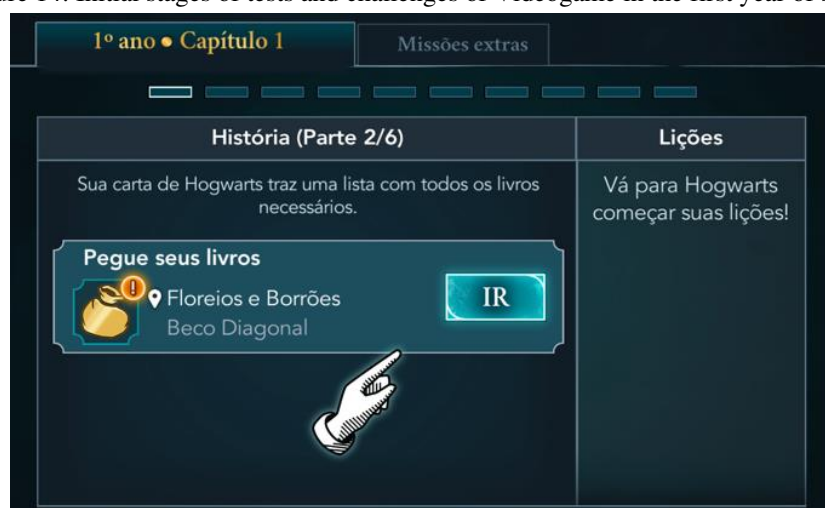 14. Initial stages of tests and challenges of Videogame in the first year of
1º ano • Capítulo 1
Missões extras
História (Parte 2/6)
Sua carta de Hogwarts traz uma lista com todos os livros
necessários.
Pegue seus livros
Floreios e Borrões
Beco Diagonal
IR
Lições
Vá para Hogwarts
começar suas lições!